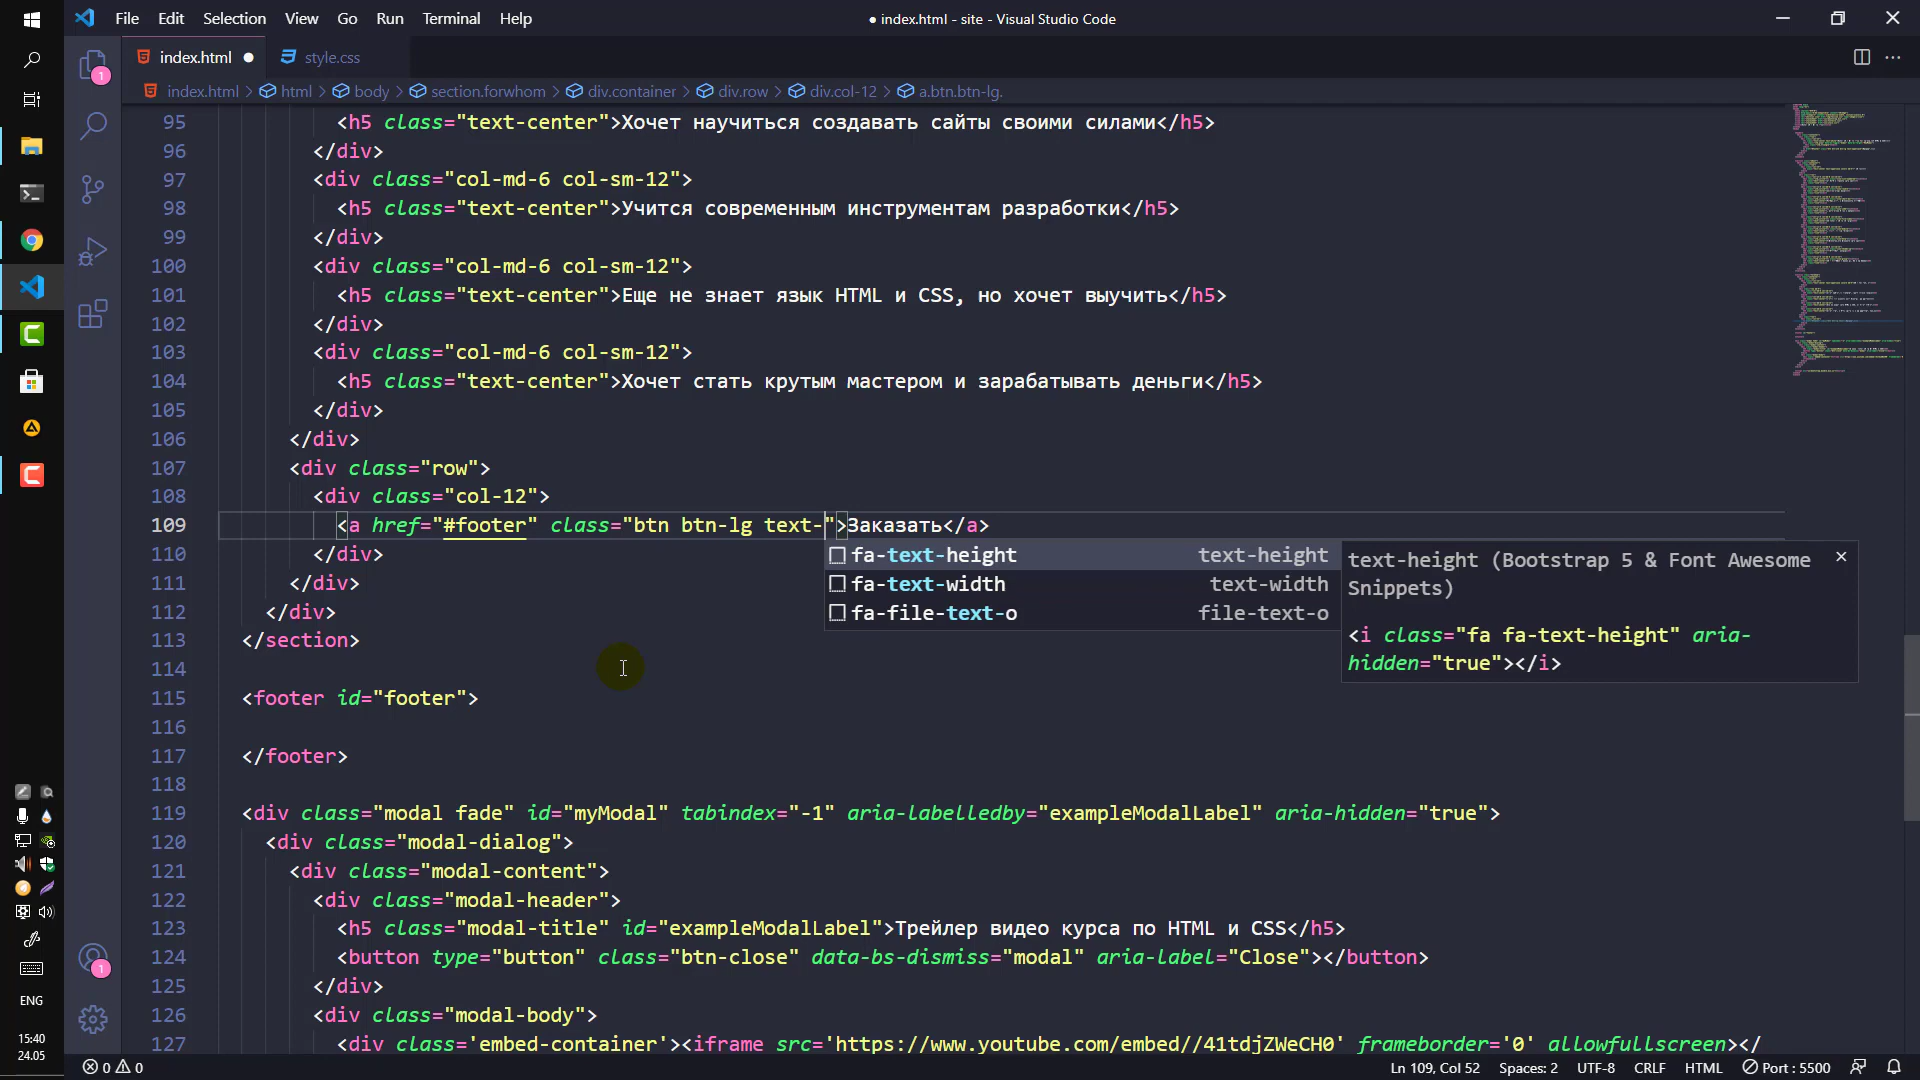 File Edit Selection View Go Run Terminal Help
● index.html - site - Visual Studio Code
index.html ●
style.css
index.html > html > body > section.forwhom > div.container > div.row > div.col-12 > a.btn.btn-lg.
95 <h5 class="text-center">Хочет научиться создавать сайты своими силами</h5>
96 </div>
97 <div class="col-md-6 col-sm-12">
98 <h5 class="text-center">Учится современным инструментам разработки</h5>
99 </div>
100 <div class="col-md-6 col-sm-12">
101 <h5 class="text-center">Еще не знает язык HTML и CSS, но хочет выучить</h5>
102 </div>
103 <div class="col-md-6 col-sm-12">
104 <h5 class="text-center">Хочет стать крутым мастером и зарабатывать деньги</h5>
105 </div>
106 </div>
107 <div class="row">
108 <div class="col-12">
109 <a href="#footer" class="btn btn-lg text-">Заказать</a>
110 </div>
111 </div>
112 </div>
113 </section>
114
115 <footer id="footer">
116
117 </footer>
118
119 <div class="modal fade" id="myModal" tabindex="-1" aria-labelledby="exampleModalLabel" aria-hidden="true">
120 <div class="modal-dialog">
121 <div class="modal-content">
122 <div class="modal-header">
123 <h5 class="modal-title" id="exampleModalLabel">Трейлер видео курса по HTML и CSS</h5>
124 <button type="button" class="btn-close" data-bs-dismiss="modal" aria-label="Close"></button>
125 </div>
126 <div class="modal-body">
127 <div class='embed-container'><iframe src='https://www.youtube.com/embed//41tdjZWeCH0' frameborder='0' allowfullscreen></
fa-text-height text-height
fa-text-width text-width
fa-file-text-o file-text-o
text-height (Bootstrap 5 & Font Awesome
Snippets)
<i class="fa fa-text-height" aria-
hidden="true"></i>
1
1
ENG
15:40
24.05
0 0
Ln 109, Col 52
Spaces: 2
UTF-8
CRLF
HTML
Port : 5500